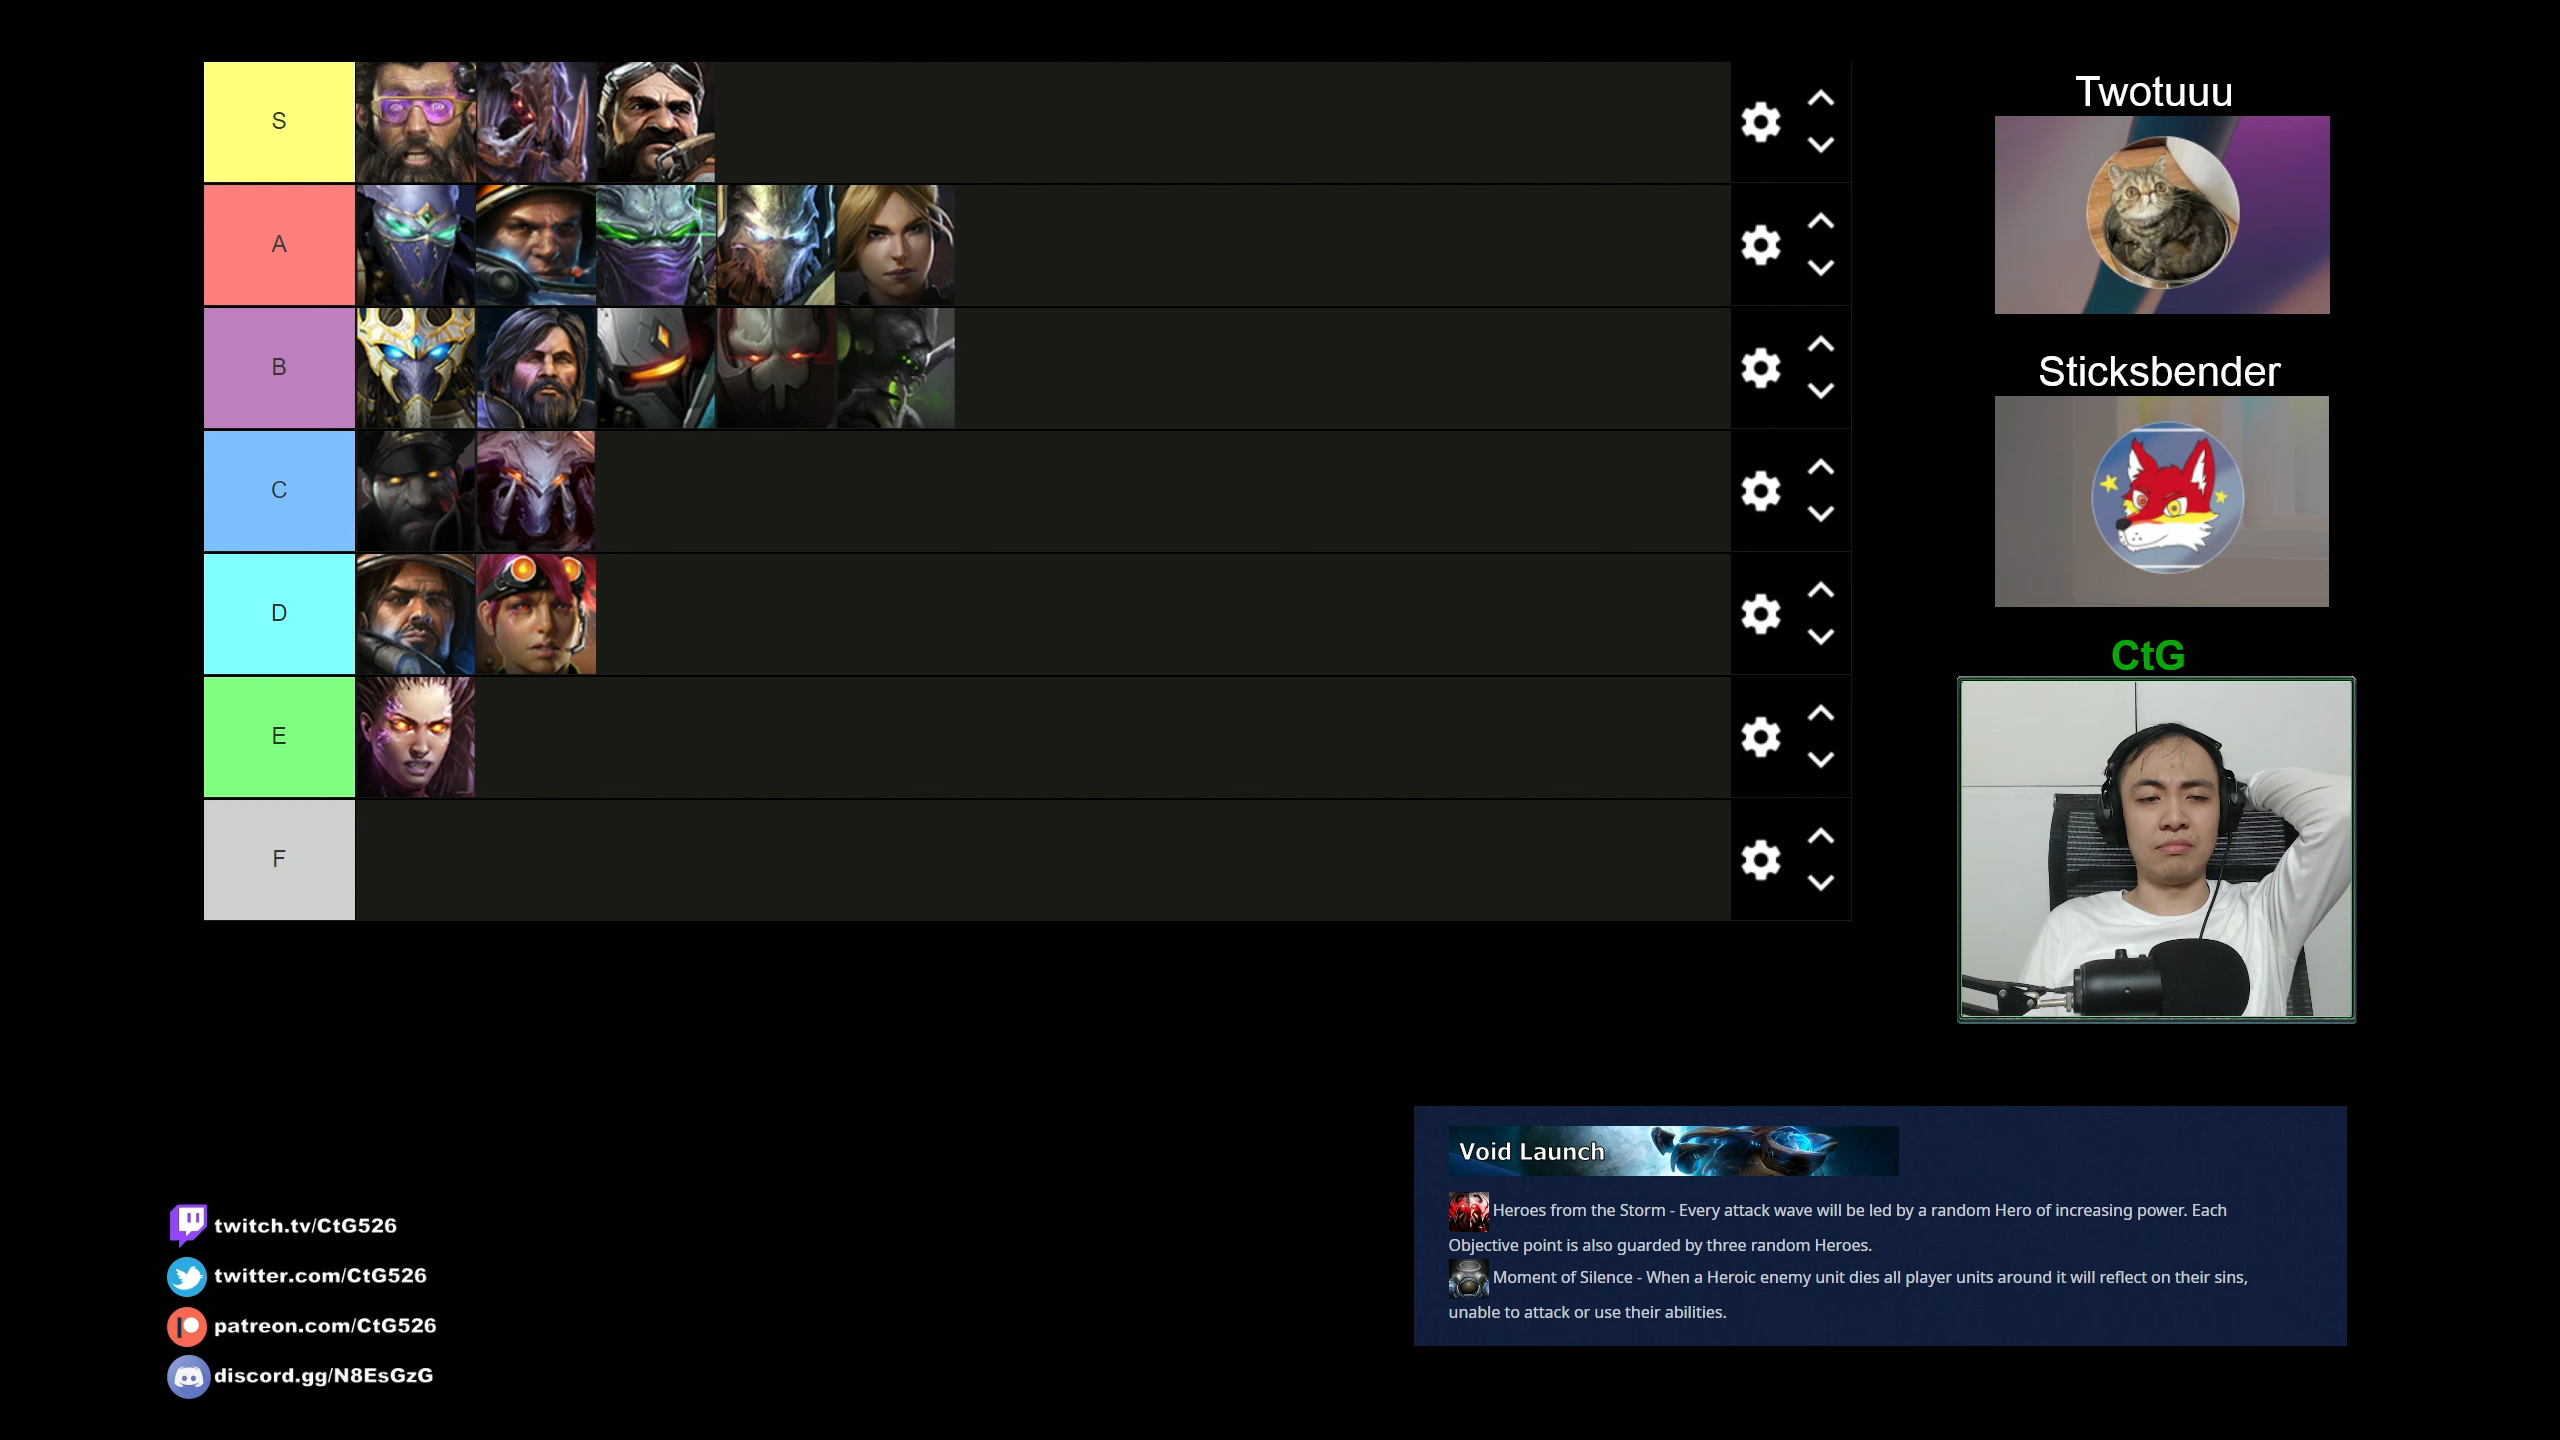 S
A
B
C
D
E
F
Twotuuu
Sticksbender
CtG
Void Launch
Heroes from the Storm - Every attack wave will be led by a random Hero of increasing power. Each
Objective point is also guarded by three random Heroes.
Moment of Silence - When a Heroic enemy unit dies all player units around it will reflect on their sins,
unable to attack or use their abilities.
twitch.tv/CtG526
twitter.com/CtG526
patreon.com/CtG526
discord.gg/N8EsGzG